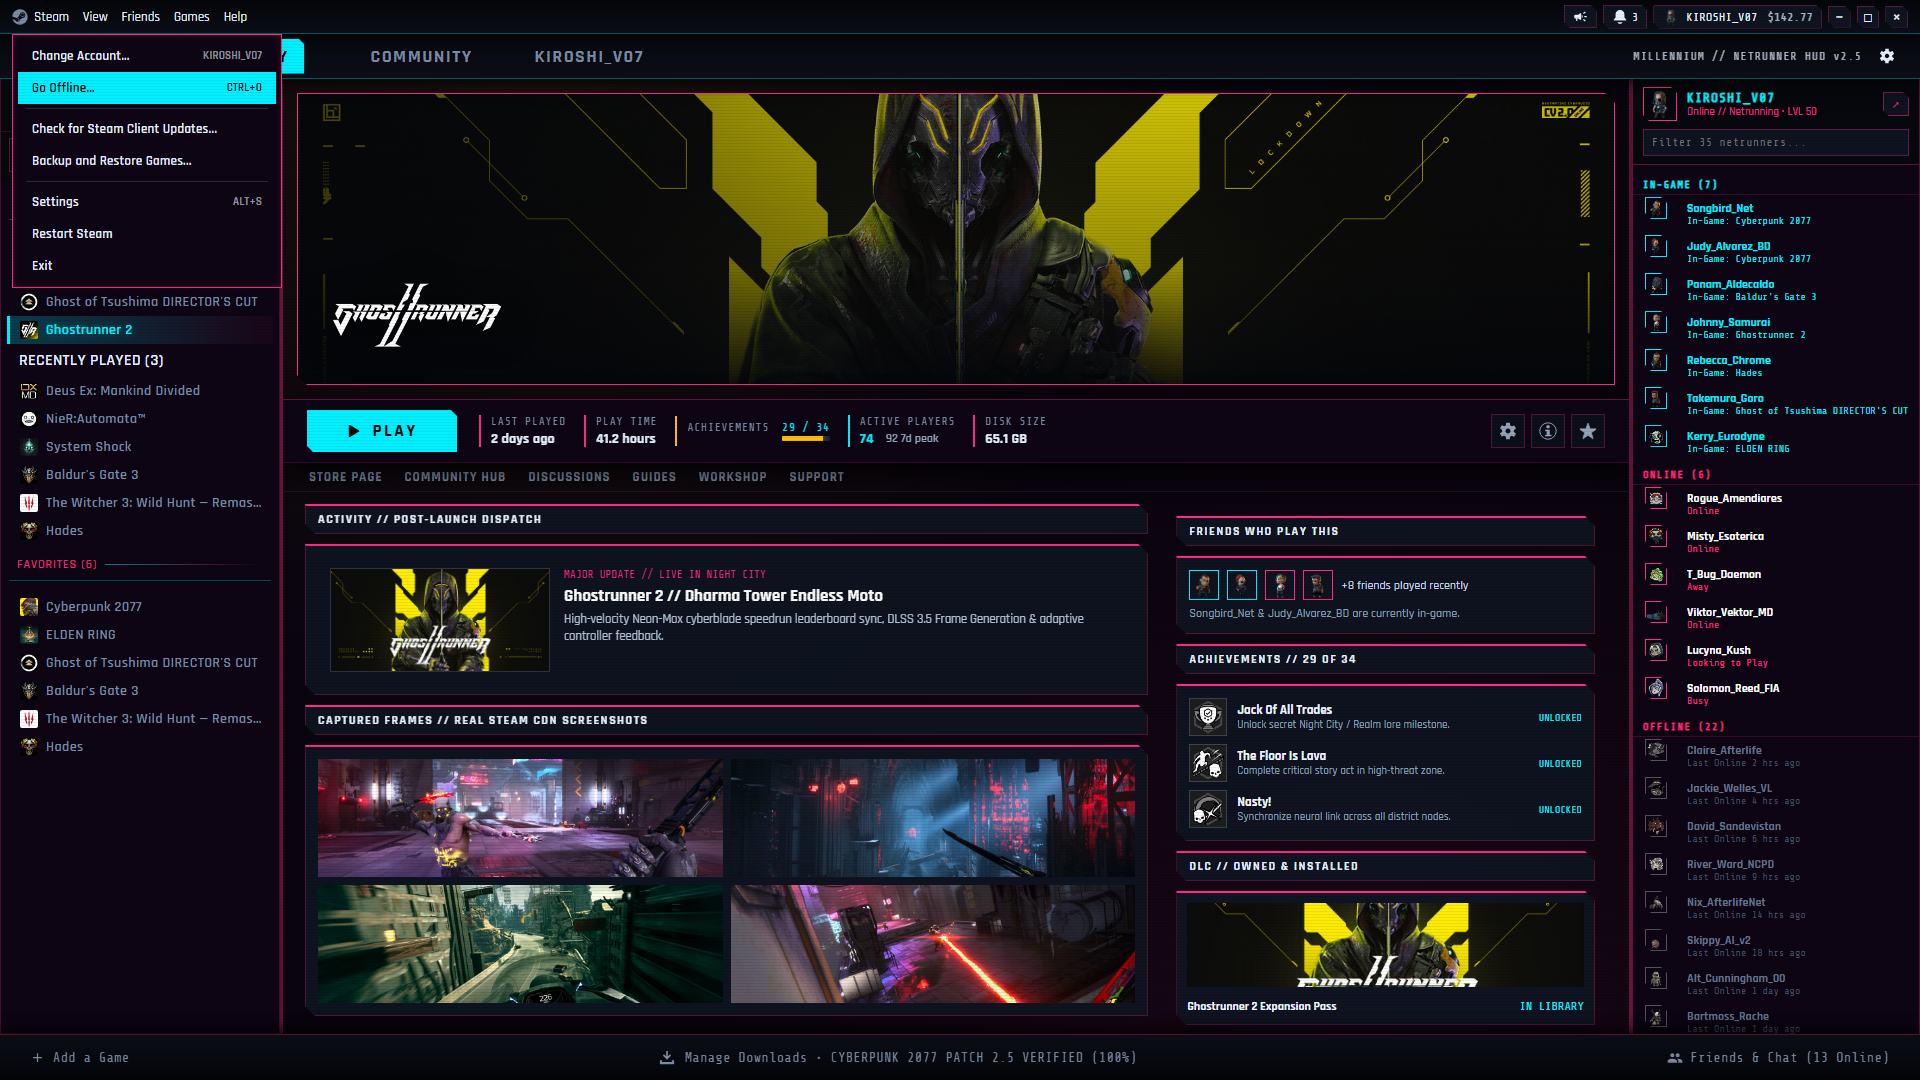 Steam View Friends Games Help
3
KIROSHI_V07 $142.77
Change Account... KIROSHI_V07
Go Offline... CTRL+O
Check for Steam Client Updates...
Backup and Restore Games...
Settings ALT+S
Restart Steam
Exit
Y COMMUNITY KIROSHI_V07
MILLENNIUM // NETRUNNER HUD v2.5
Ghost of Tsushima DIRECTOR'S CUT
Ghostrunner 2
RECENTLY PLAYED (3)
Deus Ex: Mankind Divided
NieR:Automata™
System Shock
Baldur's Gate 3
The Witcher 3: Wild Hunt – Remas...
Hades
FAVORITES (6)
Cyberpunk 2077
ELDEN RING
Ghost of Tsushima DIRECTOR'S CUT
Baldur's Gate 3
The Witcher 3: Wild Hunt – Remas...
Hades
LOCKDOWN
GHOSTRUNNER II
PLAY
LAST PLAYED
2 days ago
PLAY TIME
41.2 hours
ACHIEVEMENTS 29 / 34
ACTIVE PLAYERS
74 92 7d peak
DISK SIZE
65.1 GB
STORE PAGE COMMUNITY HUB DISCUSSIONS GUIDES WORKSHOP SUPPORT
ACTIVITY // POST-LAUNCH DISPATCH
GHOSTRUNNER II
MAJOR UPDATE // LIVE IN NIGHT CITY
Ghostrunner 2 // Dharma Tower Endless Moto
High-velocity Neon-Mox cyberblade speedrun leaderboard sync, DLSS 3.5 Frame Generation & adaptive
controller feedback.
CAPTURED FRAMES // REAL STEAM CDN SCREENSHOTS
226
FRIENDS WHO PLAY THIS
+8 friends played recently
Songbird_Net & Judy_Alvarez_BD are currently in-game.
ACHIEVEMENTS // 29 OF 34
Jack Of All Trades
Unlock secret Night City / Realm lore milestone.
UNLOCKED
The Floor Is Lava
Complete critical story act in high-threat zone.
UNLOCKED
Nasty!
Synchronize neural link across all district nodes.
UNLOCKED
DLC // OWNED & INSTALLED
GHOSTRUNNER II
Ghostrunner 2 Expansion Pass IN LIBRARY
KIROSHI_V07
Online // Netrunning • LVL 50
Filter 35 netrunners...
IN-GAME (7)
Songbird_Net
In-Game: Cyberpunk 2077
Judy_Alvarez_BD
In-Game: Cyberpunk 2077
Panam_Aldecaldo
In-Game: Baldur's Gate 3
Johnny_Samurai
In-Game: Ghostrunner 2
Rebecca_Chrome
In-Game: Hades
Takemura_Goro
In-Game: Ghost of Tsushima DIRECTOR'S CUT
Kerry_Eurodyne
In-Game: ELDEN RING
ONLINE (6)
Rogue_Amendiares
Online
Misty_Esoterica
Online
T_Bug_Daemon
Away
Viktor_Vektor_MD
Online
Lucyna_Kush
Looking to Play
Solomon_Reed_FIA
Busy
OFFLINE (22)
Claire_Afterlife
Last Online 2 hrs ago
Jackie_Welles_VL
Last Online 4 hrs ago
David_Sandevistan
Last Online 6 hrs ago
River_Ward_NCPD
Last Online 9 hrs ago
Nix_AfterlifeNet
Last Online 14 hrs ago
Skippy_AI_v2
Last Online 18 hrs ago
Alt_Cunningham_00
Last Online 1 day ago
Bartmoss_Rache
Last Online 1 day ago
+ Add a Game
Manage Downloads • CYBERPUNK 2077 PATCH 2.5 VERIFIED (100%)
Friends & Chat (13 Online)